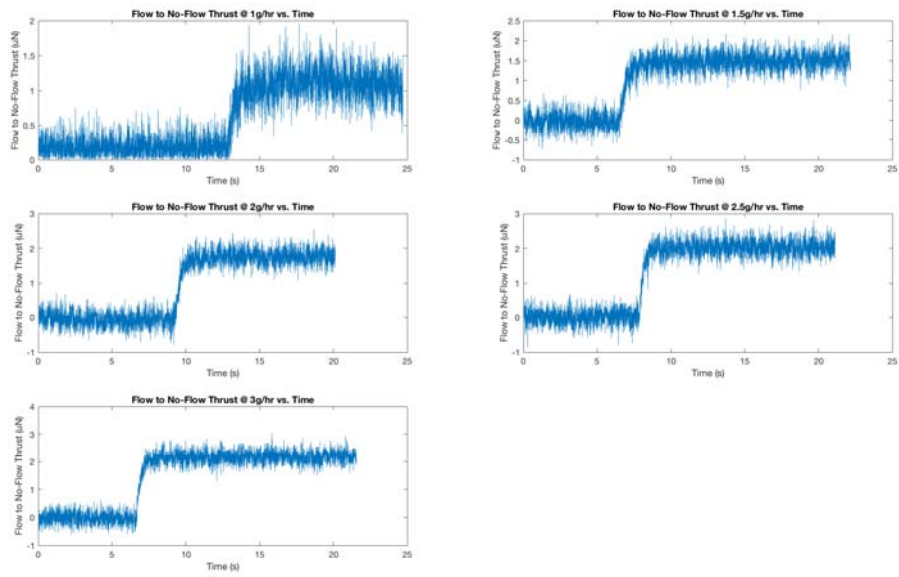 Flow to No-Flow Thrust @ 1g/hr vs. Time
Flow to No-Flow Thrust (uN)
2
1.5
1
0.5
0
0 5 10 15 20 25
Time (s)
Flow to No-Flow Thrust @ 1.5g/hr vs. Time
Flow to No-Flow Thrust (uN)
2.5
2
1.5
1
0.5
0
-0.5
-1
0 5 10 15 20 25
Time (s)
Flow to No-Flow Thrust @ 2g/hr vs. Time
Flow to No-Flow Thrust (uN)
3
2
1
0
-1
0 5 10 15 20 25
Time (s)
Flow to No-Flow Thrust @ 2.5g/hr vs. Time
Flow to No-Flow Thrust (uN)
3
2
1
0
-1
0 5 10 15 20 25
Time (s)
Flow to No-Flow Thrust @ 3g/hr vs. Time
Flow to No-Flow Thrust (uN)
4
3
2
1
0
-1
0 5 10 15 20 25
Time (s)